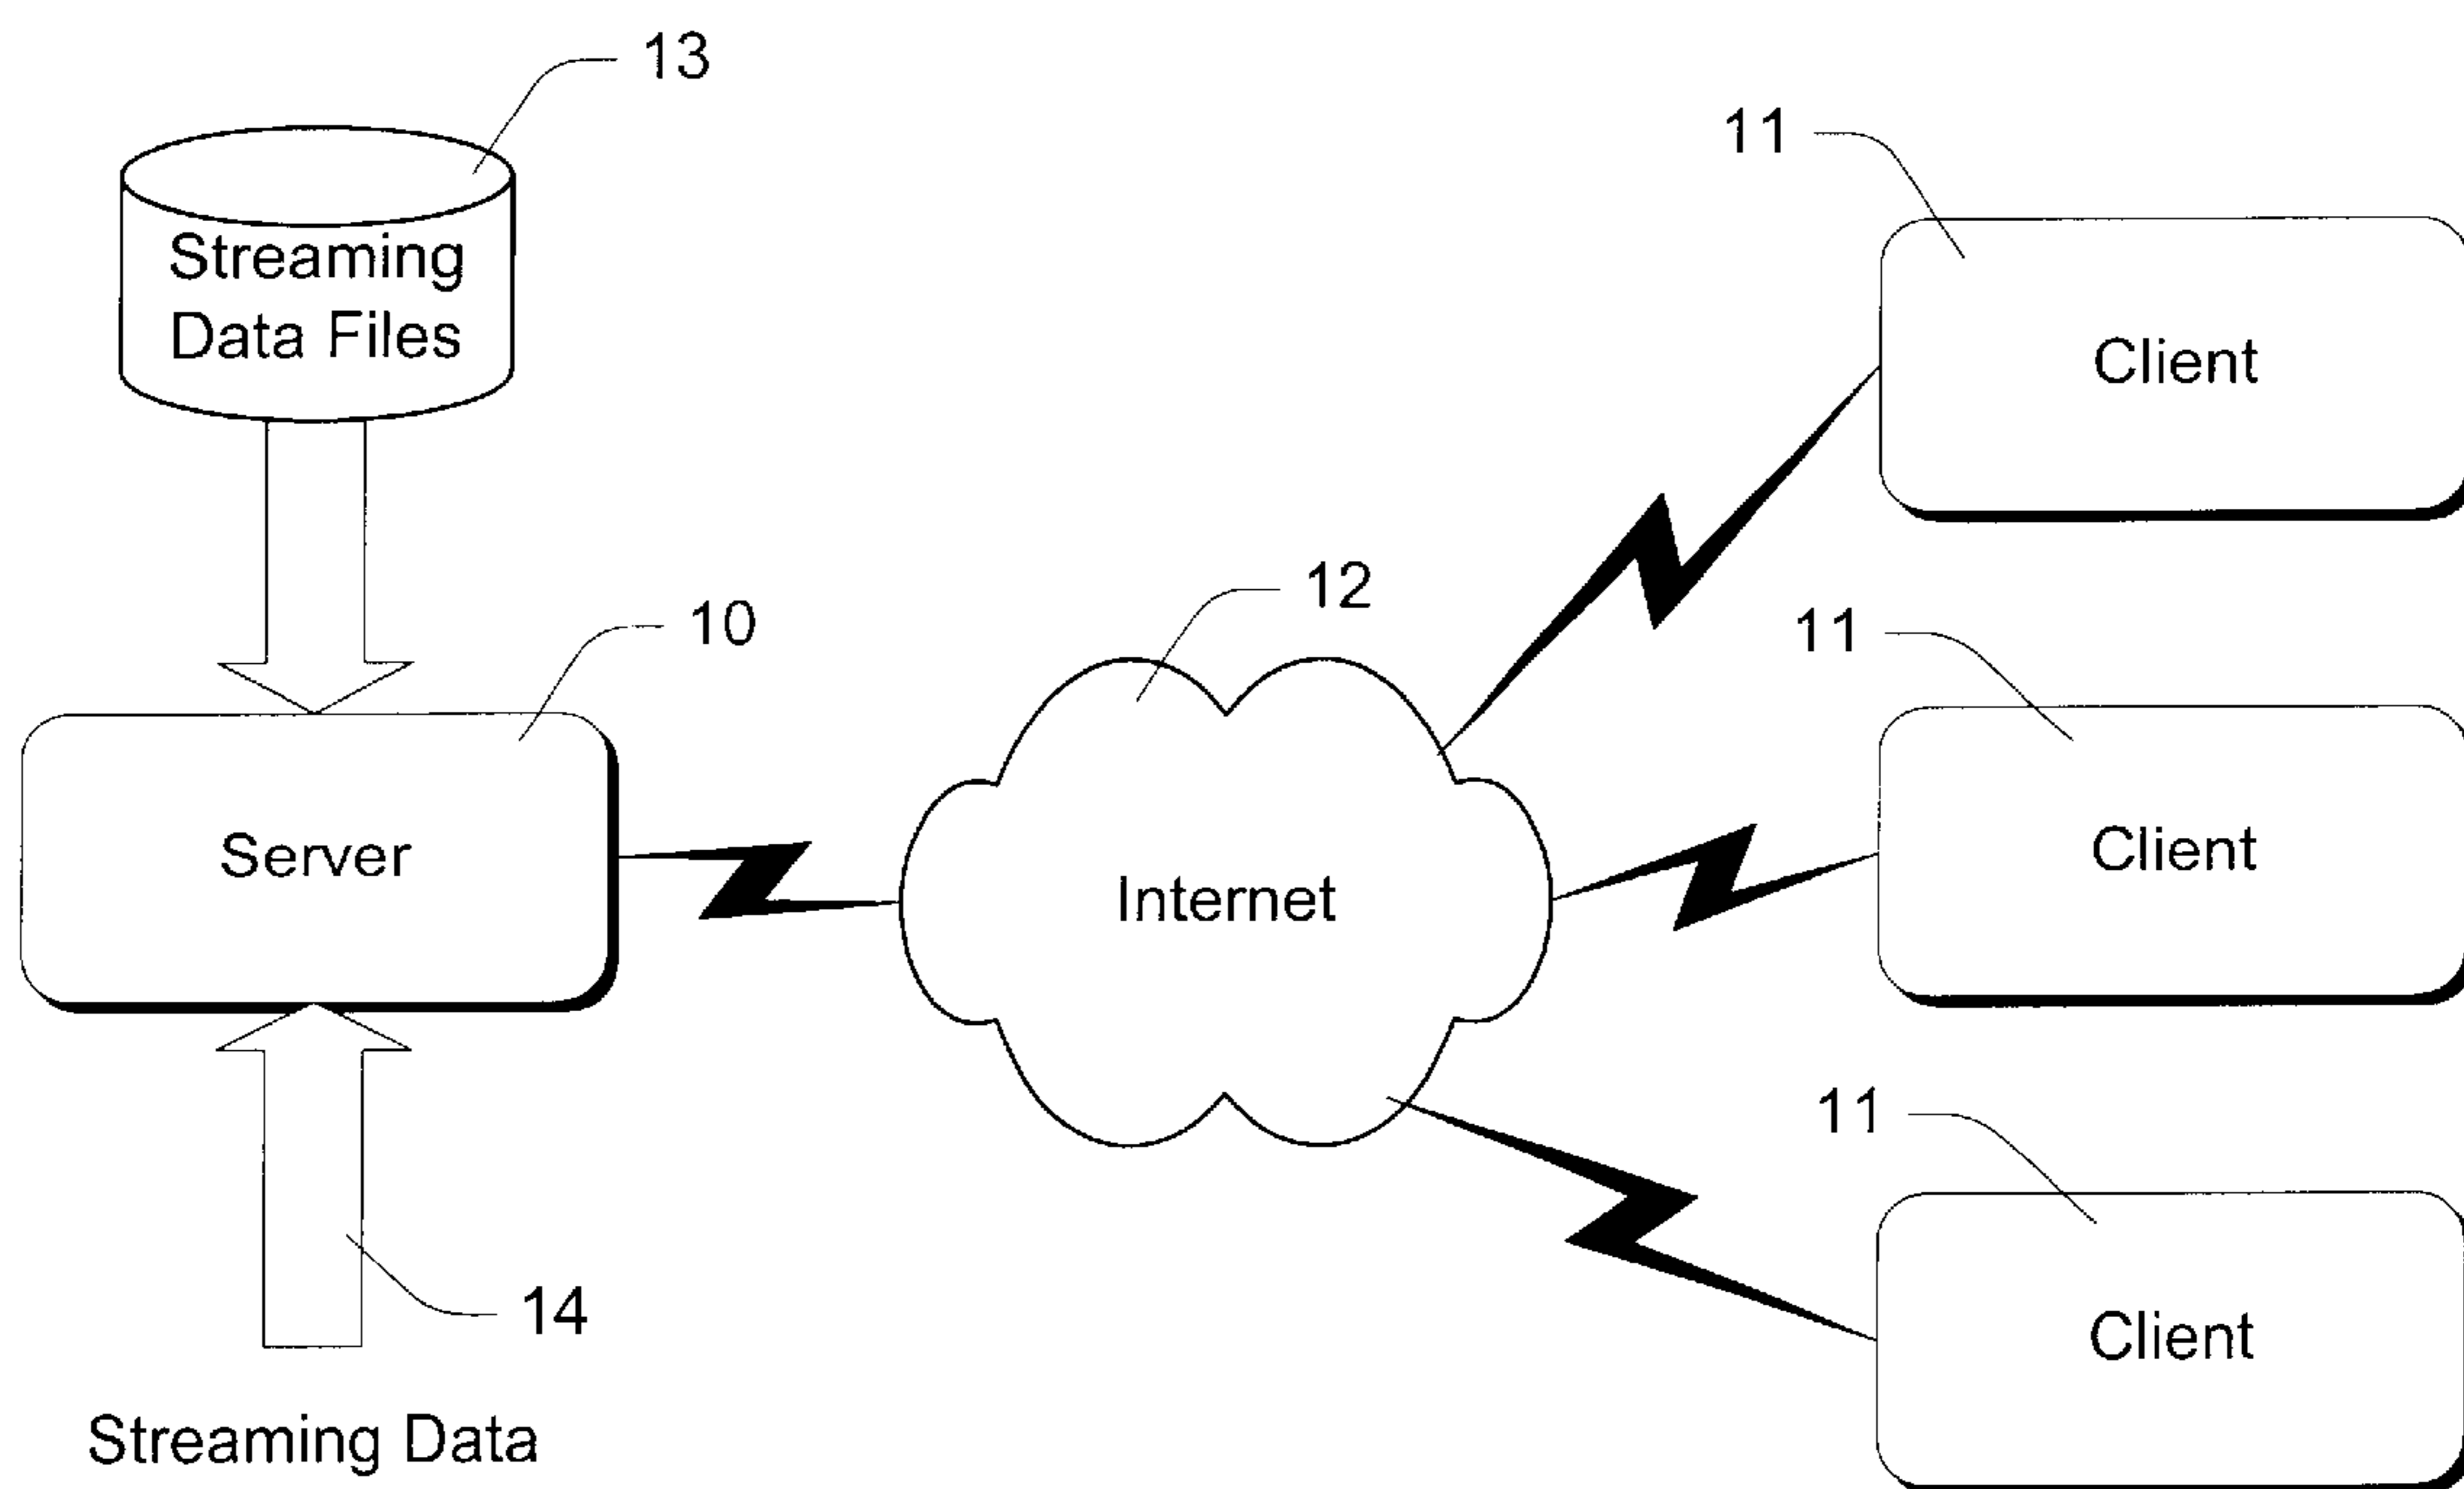 13
Streaming
Data Files
11
Client
12
10
11
Server
Internet
Client
11
14
Client
Streaming Data